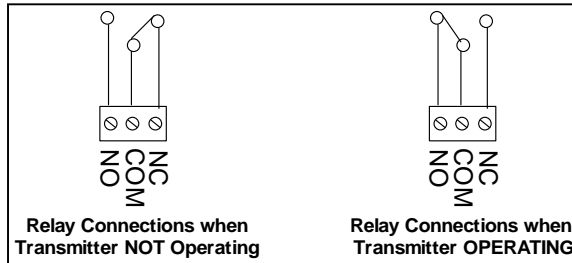 NO COM NC
Relay Connections when
Transmitter NOT Operating
NO COM NC
Relay Connections when
Transmitter OPERATING